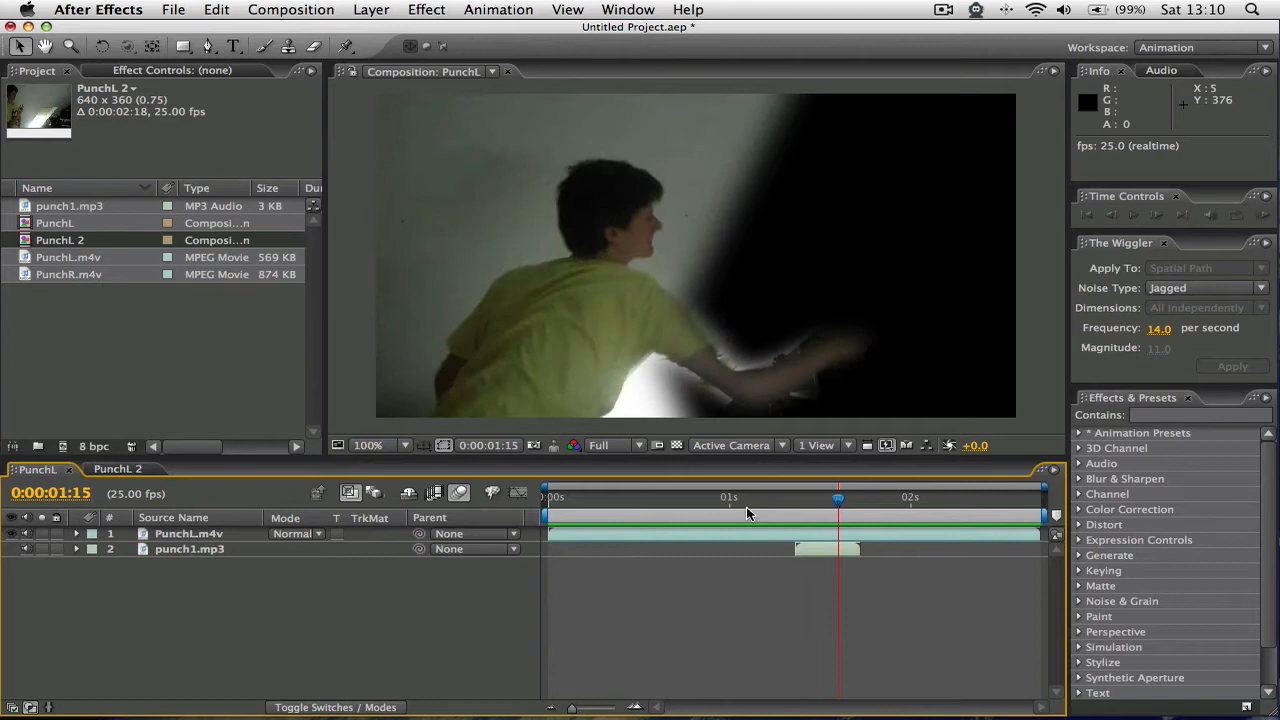 After Effects File Edit Composition Layer Effect Animation View Window Help (99%) Sat 13:10
Untitled Project.aep *
Workspace: Animation
Project Effect Controls: (none)
PunchL 2
640 x 360 (0.75)
Δ 0:00:02:18, 25.00 fps
Name Type Size Du
punch1.mp3 MP3 Audio 3 KB
PunchL Composi...n
PunchL 2 Composi...n
PunchL.m4v MPEG Movie 569 KB
PunchR.m4v MPEG Movie 874 KB
8 bpc
Composition: PunchL
100% 0:00:01:15 Full Active Camera 1 View +0.0
Info Audio
R : X : 5
G : Y : 376
B :
A : 0
fps: 25.0 (realtime)
Time Controls
The Wiggler
Apply To: Spatial Path
Noise Type: Jagged
Dimensions: All Independently
Frequency: 14.0 per second
Magnitude: 11.0
Apply
Effects & Presets
Contains:
* Animation Presets
3D Channel
Audio
Blur & Sharpen
Channel
Color Correction
Distort
Expression Controls
Generate
Keying
Matte
Noise & Grain
Paint
Perspective
Simulation
Stylize
Synthetic Aperture
Text
PunchL PunchL 2
0:00:01:15 (25.00 fps)
:00s 01s 02s
# Source Name Mode T TrkMat Parent
1 PunchL.m4v Normal None
2 punch1.mp3 None
Toggle Switches / Modes